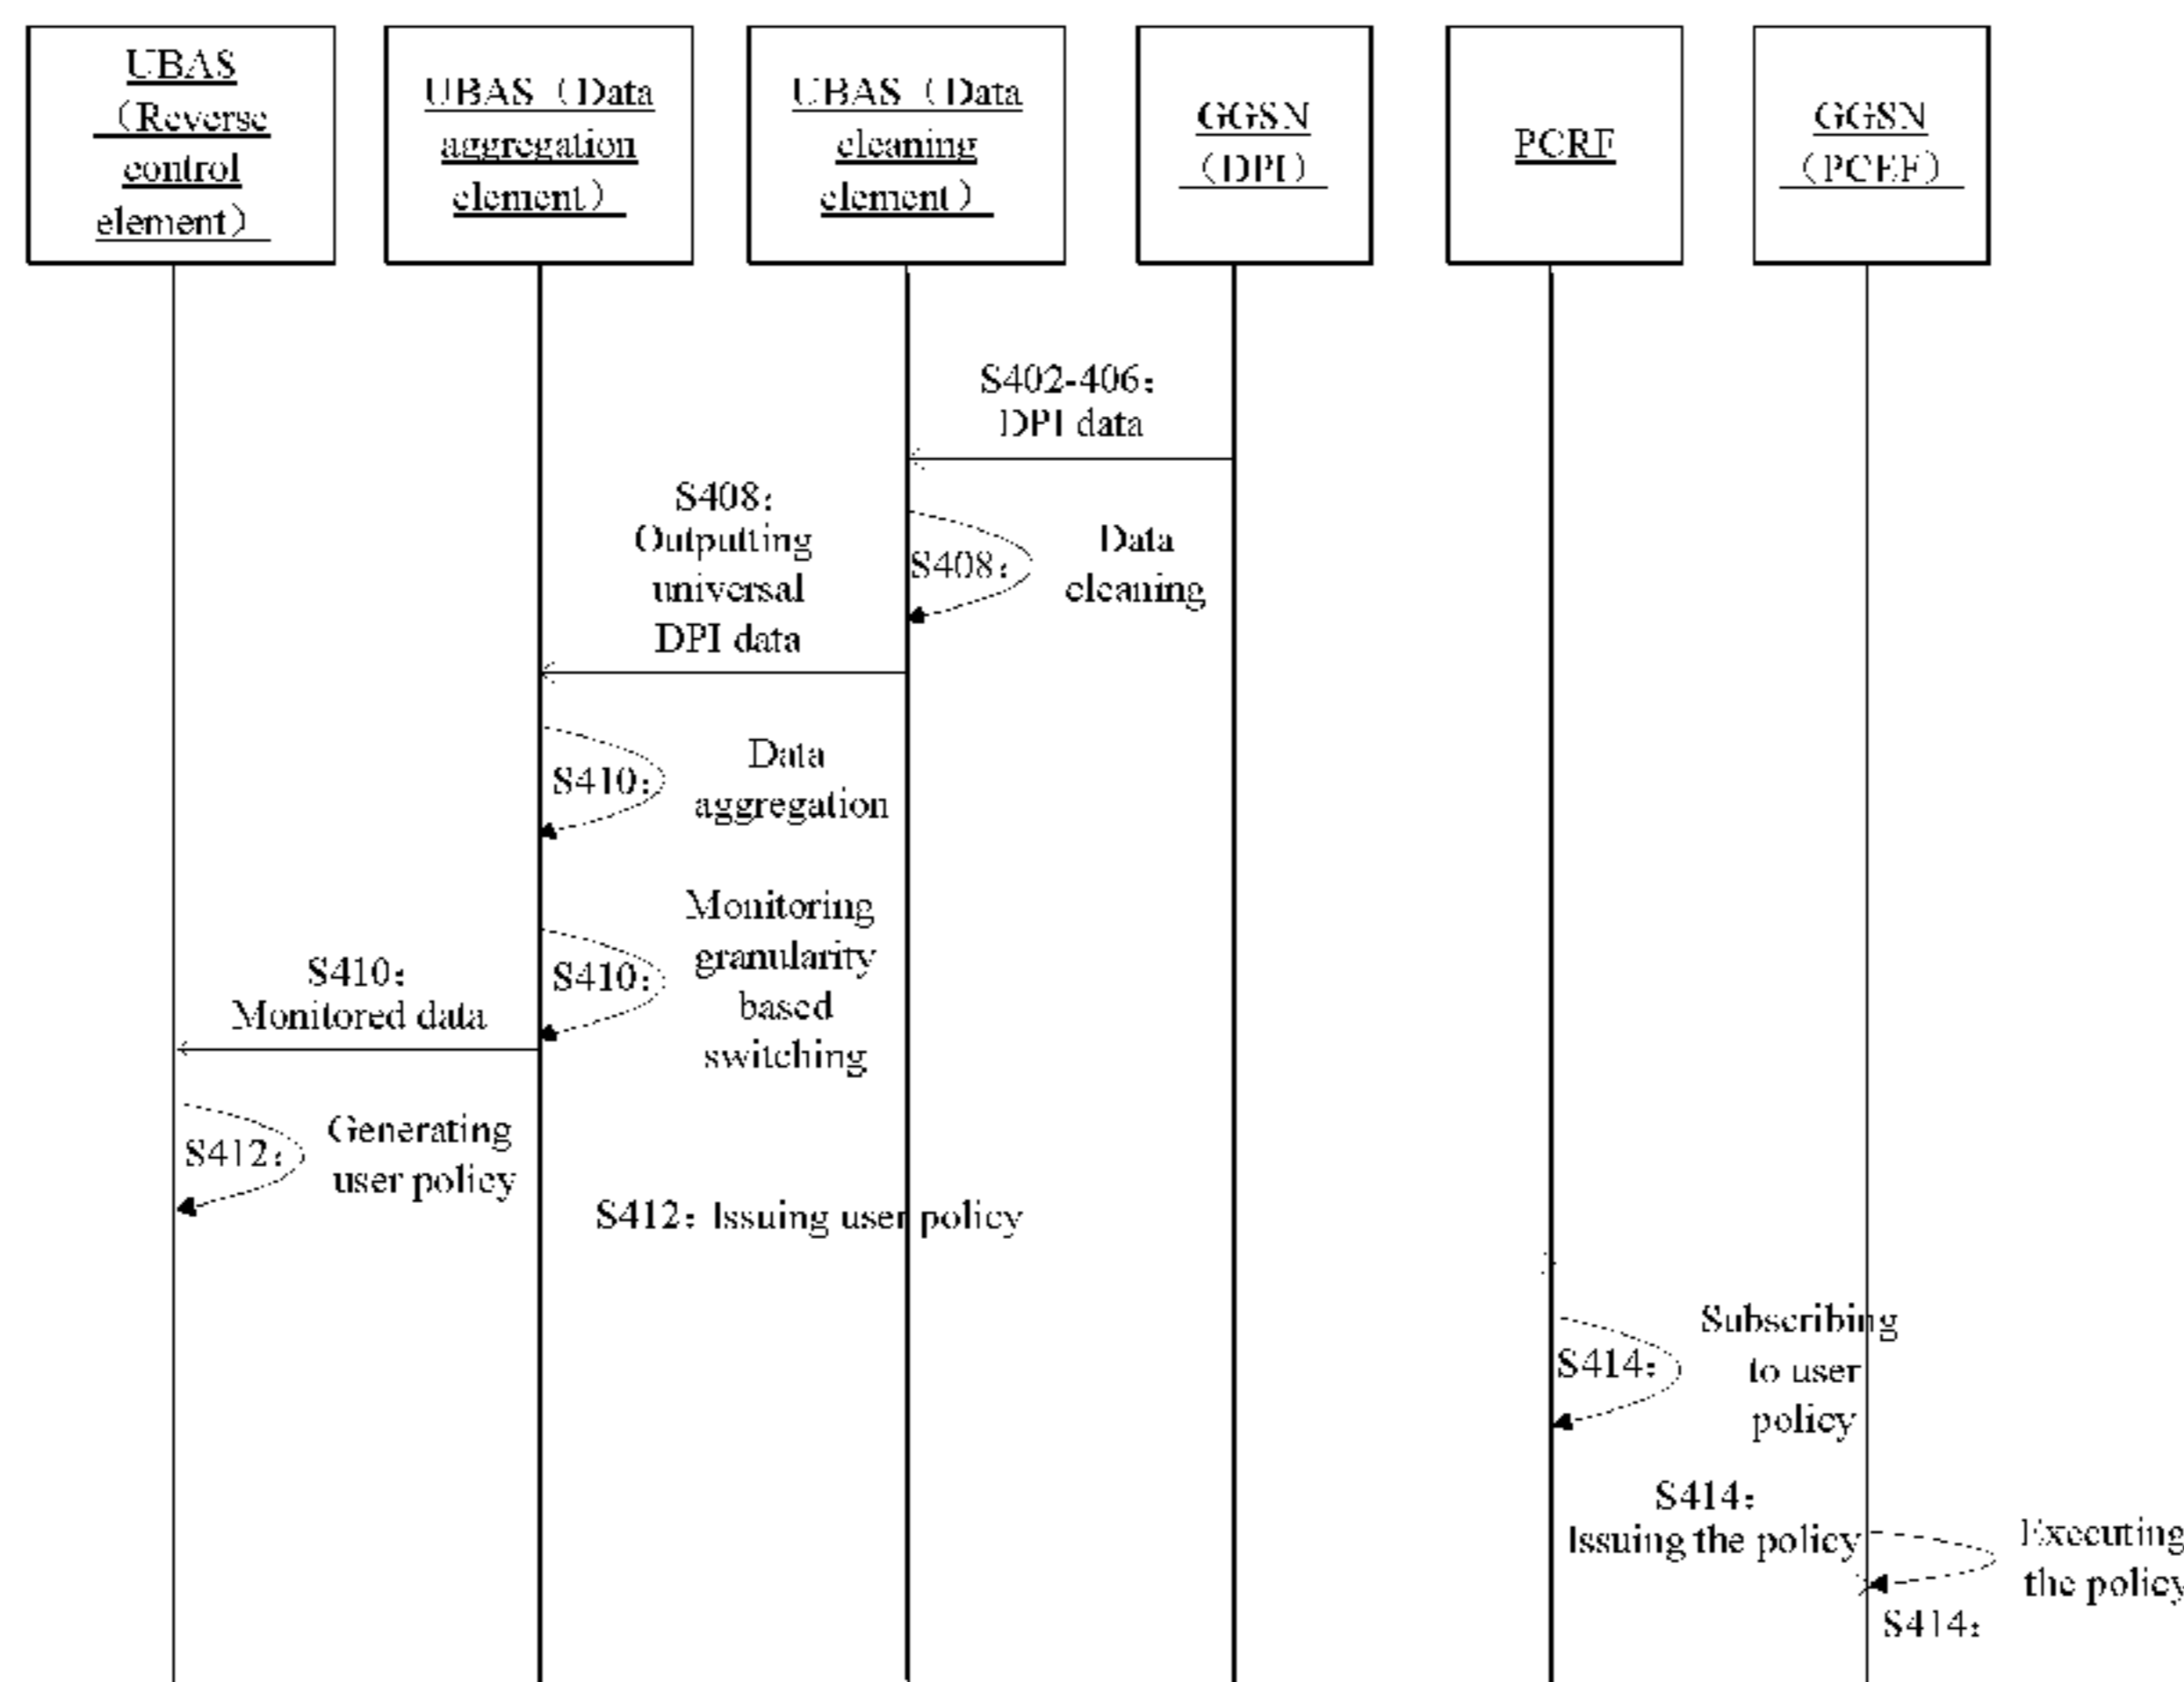 UBAS
（Reverse
control
element）
UBAS（Data
aggregation
element）
UBAS（Data
cleaning
element）
GGSN
（DPI）
PCRF
GGSN
（PCEF）
S402-406：
DPI data
S408：
Outputting
universal
DPI data
S408：
Data
cleaning
S410：
Data
aggregation
S410：
Monitoring
granularity
based
switching
S410：
Monitored data
S412：
Generating
user policy
S412：Issuing user policy
S414：
Subscribing
to user
policy
S414：
Issuing the policy
Executing
the policy
S414：